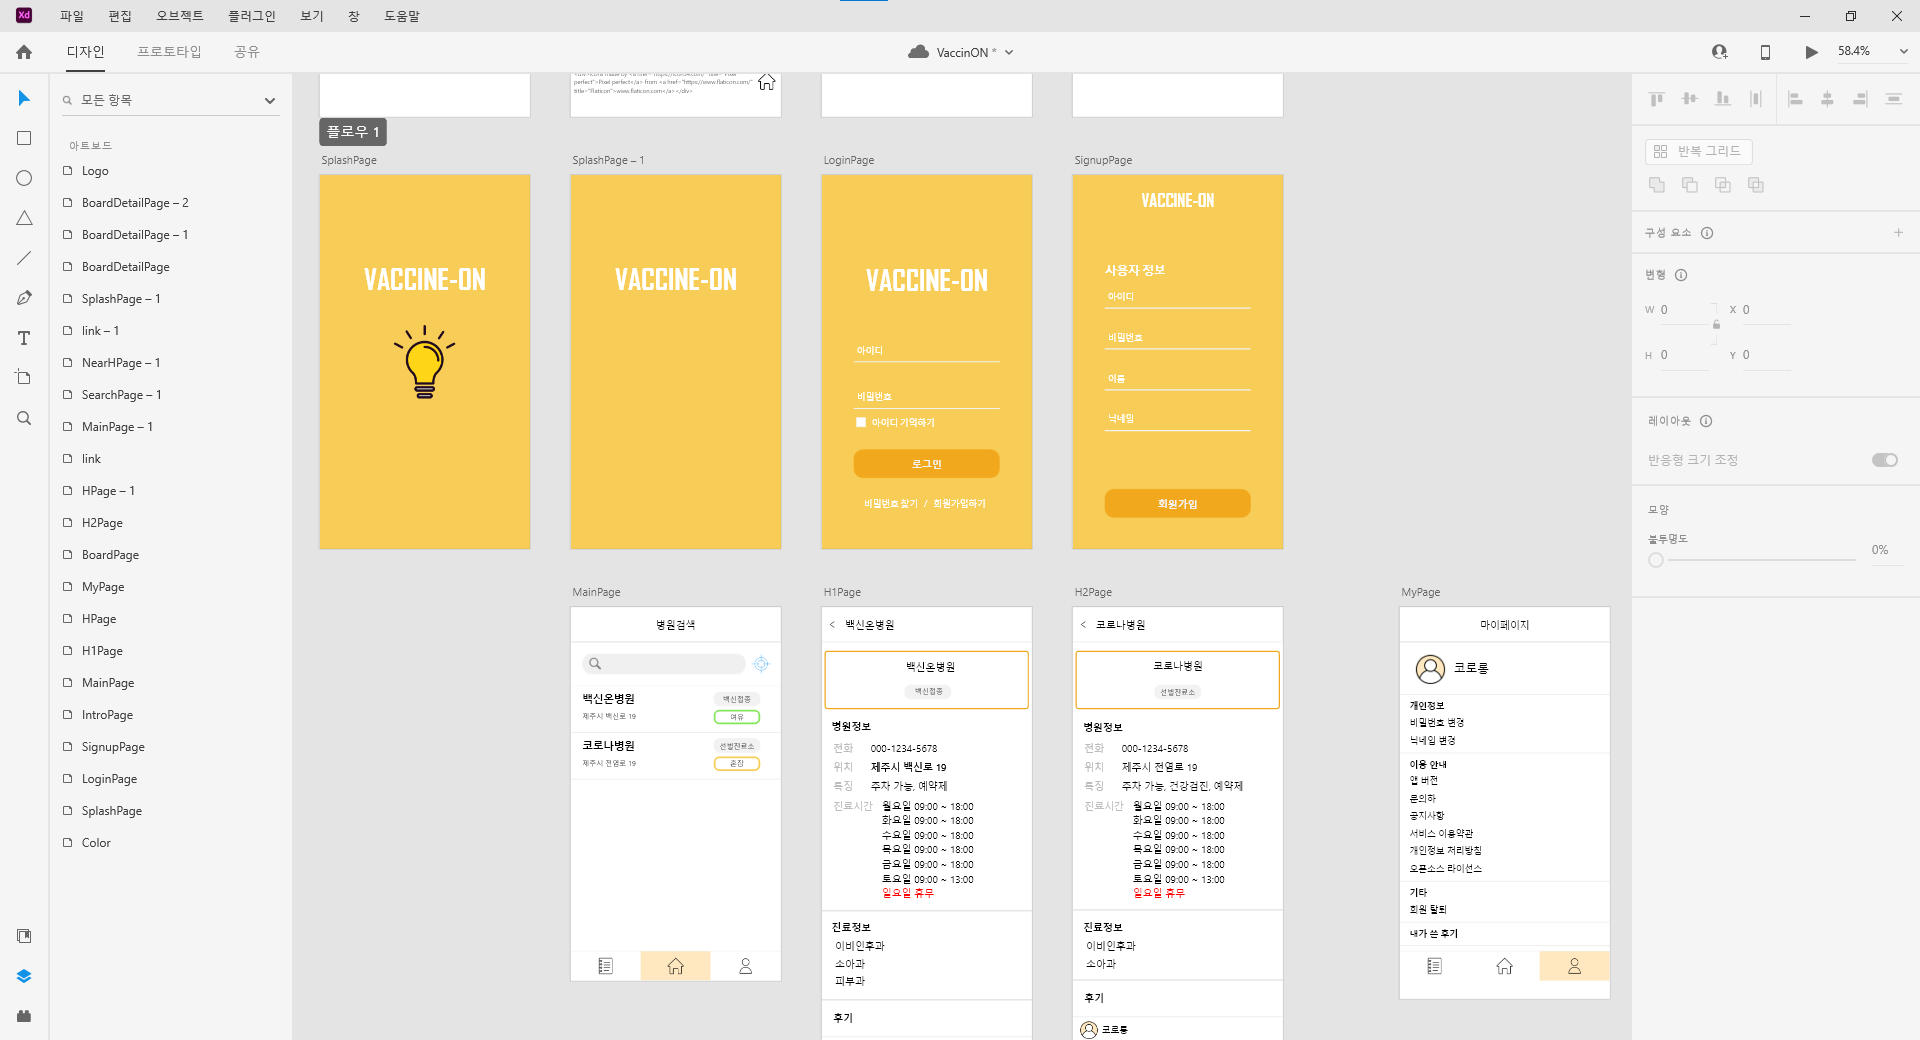 Xd 파일 편집 오브젝트 플러그인 보기 창 도움말
디자인 프로토타입 공유
VaccinON *
58.4%
모든 항목
아트보드
Logo
BoardDetailPage – 2
BoardDetailPage – 1
BoardDetailPage
SplashPage – 1
link – 1
NearHPage – 1
SearchPage – 1
MainPage – 1
link
HPage – 1
H2Page
BoardPage
MyPage
HPage
H1Page
MainPage
IntroPage
SignupPage
LoginPage
SplashPage
Color
perfect">Pixel perfect</a> from <a href="https://www.flaticon.com/"
title="Flaticon">www.flaticon.com</a></div>
플로우 1
SplashPage
VACCINE-ON
SplashPage – 1
VACCINE-ON
LoginPage
VACCINE-ON
아이디
비밀번호
아이디 기억하기
로그인
비밀번호 찾기 / 회원가입하기
SignupPage
VACCINE-ON
사용자 정보
아이디
비밀번호
이름
닉네임
회원가입
MainPage
병원검색
백신온병원
백신접종
제주시 백신로 19
여유
코로나병원
선별진료소
제주시 전염로 19
혼잡
H1Page
< 백신온병원
백신온병원
백신접종
병원정보
전화 000-1234-5678
위치 제주시 백신로 19
특징 주차 가능, 예약제
진료시간 월요일 09:00 ~ 18:00
화요일 09:00 ~ 18:00
수요일 09:00 ~ 18:00
목요일 09:00 ~ 18:00
금요일 09:00 ~ 18:00
토요일 09:00 ~ 13:00
일요일 휴무
진료정보
이비인후과
소아과
피부과
후기
H2Page
< 코로나병원
코로나병원
선별진료소
병원정보
전화 000-1234-5678
위치 제주시 전염로 19
특징 주차 가능, 건강검진, 예약제
진료시간 월요일 09:00 ~ 18:00
화요일 09:00 ~ 18:00
수요일 09:00 ~ 18:00
목요일 09:00 ~ 18:00
금요일 09:00 ~ 18:00
토요일 09:00 ~ 13:00
일요일 휴무
진료정보
이비인후과
소아과
후기
코로롱
MyPage
마이페이지
코로롱
개인정보
비밀번호 변경
닉네임 변경
이용 안내
앱 버전
문의하
공지사항
서비스 이용약관
개인정보 처리방침
오픈소스 라이선스
기타
회원 탈퇴
내가 쓴 후기
반복 그리드
구성 요소
변형
W 0 X 0
H 0 Y 0
레이아웃
반응형 크기 조정
모양
불투명도
0%